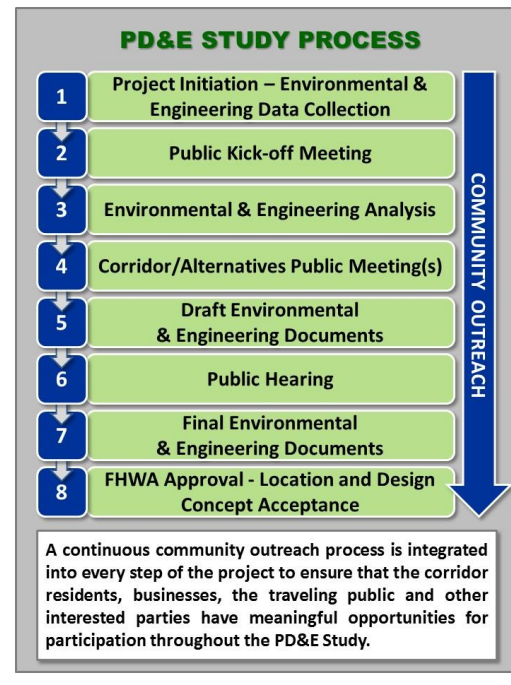 PD&E STUDY PROCESS
1
Project Initiation – Environmental &
Engineering Data Collection
2
Public Kick-off Meeting
3
Environmental & Engineering Analysis
4
Corridor/Alternatives Public Meeting(s)
5
Draft Environmental
& Engineering Documents
6
Public Hearing
7
Final Environmental
& Engineering Documents
8
FHWA Approval - Location and Design
Concept Acceptance
COMMUNITY OUTREACH
A continuous community outreach process is integrated
into every step of the project to ensure that the corridor
residents, businesses, the traveling public and other
interested parties have meaningful opportunities for
participation throughout the PD&E Study.